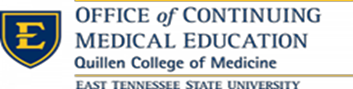 E
OFFICE of CONTINUING
MEDICAL EDUCATION
Quillen College of Medicine
EAST TENNESSEE STATE UNIVERSITY